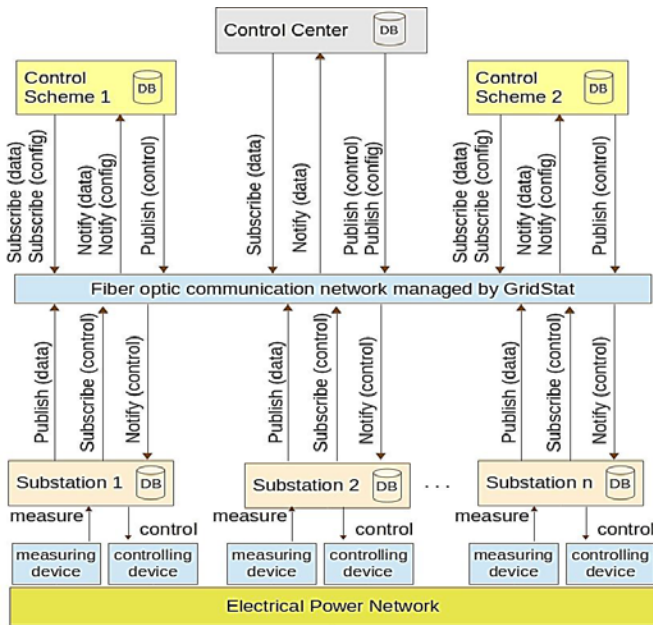 Control Center
DB
Control
Scheme 1
DB
Control
Scheme 2
DB
Subscribe (data)
Subscribe (config)
Notify (data)
Notify (config)
Publish (control)
Subscribe (data)
Notify (data)
Publish (control)
Publish (config)
Subscribe (data)
Subscribe (config)
Notify (data)
Notify (config)
Publish (control)
Fiber optic communication network managed by GridStat
Publish (data)
Subscribe (control)
Notify (control)
Publish (data)
Subscribe (control)
Notify (control)
Publish (data)
Subscribe (control)
Notify (control)
Substation 1
DB
Substation 2
DB
. . .
Substation n
DB
measure
control
measure
control
measure
control
measuring
device
controlling
device
measuring
device
controlling
device
measuring
device
controlling
device
Electrical Power Network